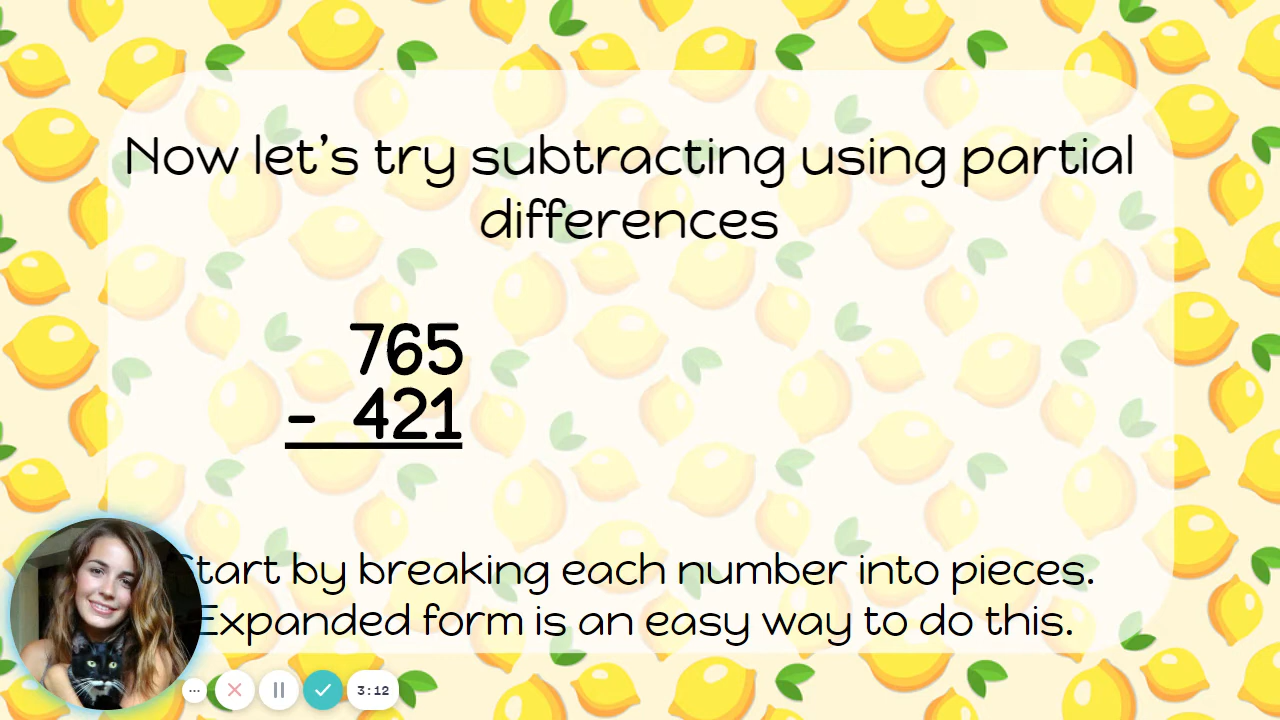 Now let's try subtracting using partial
differences
765
- 421
Start by breaking each number into pieces.
Expanded form is an easy way to do this.
3:12